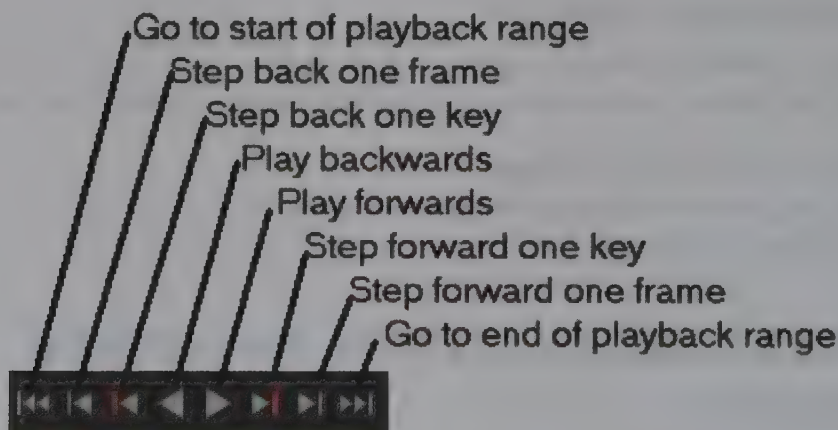 Go to start of playback range
Step back one frame
Step back one key
Play backwards
Play forwards
Step forward one key
Step forward one frame
Go to end of playback range